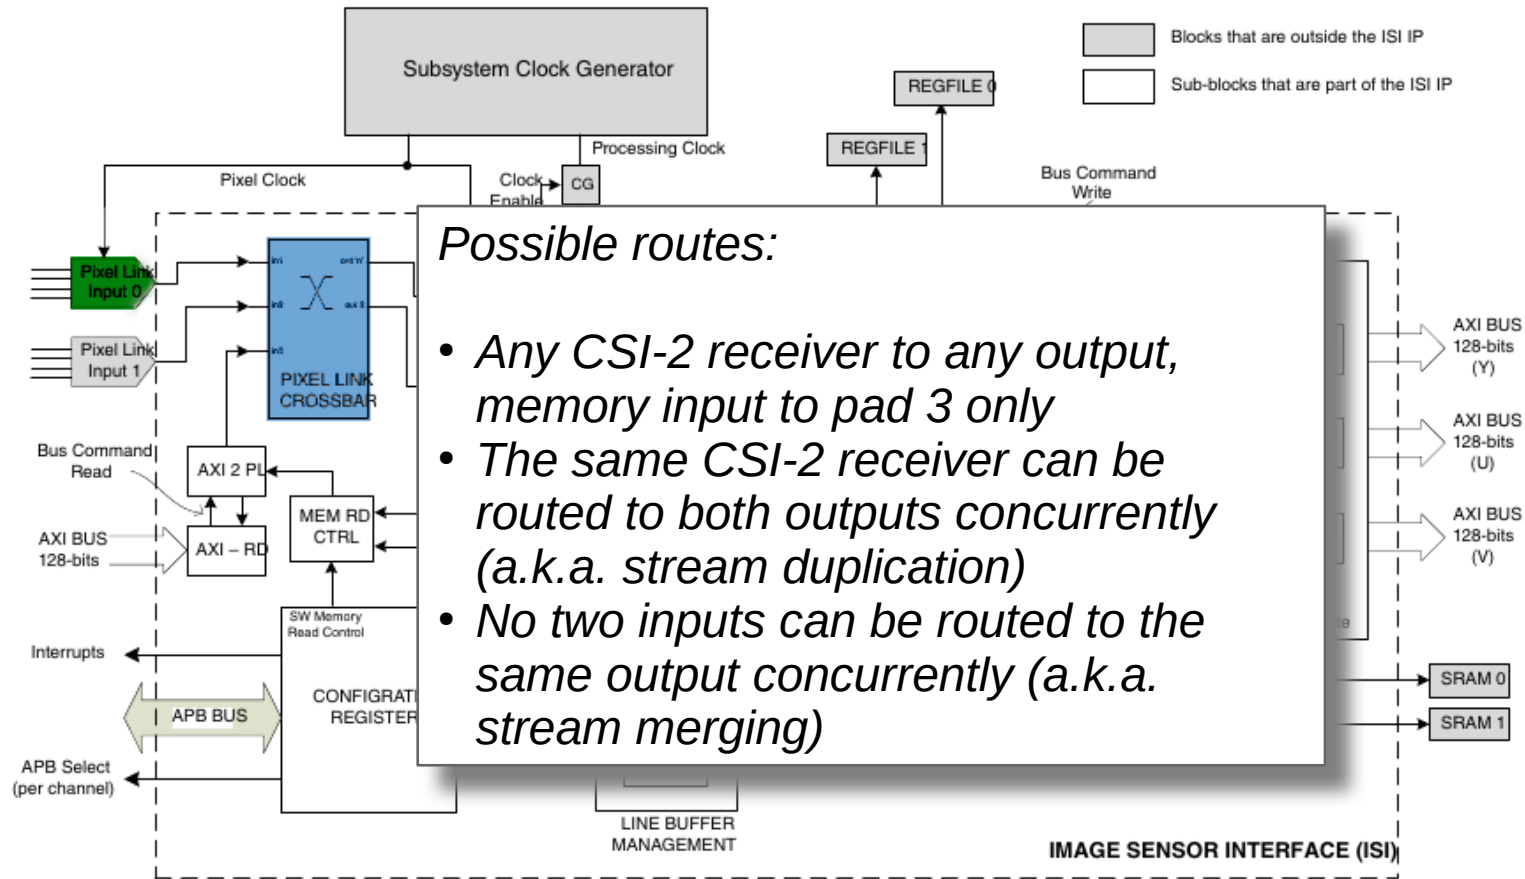 Blocks that are outside the ISI IP
Subsystem Clock Generator
Sub-blocks that are part of the ISI IP
REGFILE 0
REGFILE 1
Processing Clock
Pixel Clock
Clock
Enable
CG
Bus Command
Write
Possible routes:
• Any CSI-2 receiver to any output,
memory input to pad 3 only
• The same CSI-2 receiver can be
routed to both outputs concurrently
(a.k.a. stream duplication)
• No two inputs can be routed to the
same output concurrently (a.k.a.
stream merging)
Pixel Link
Input 0
Pixel Link
Input 1
PIXEL LINK
CROSSBAR
Bus Command
Read
AXI 2 PL
MEM RD
CTRL
AXI – RD
AXI BUS
128-bits
SW Memory
Read Control
Interrupts
CONFIGRATI
REGISTER
APB BUS
APB Select
(per channel)
LINE BUFFER
MANAGEMENT
AXI BUS
128-bits
(Y)
AXI BUS
128-bits
(U)
AXI BUS
128-bits
(V)
SRAM 0
SRAM 1
IMAGE SENSOR INTERFACE (ISI)